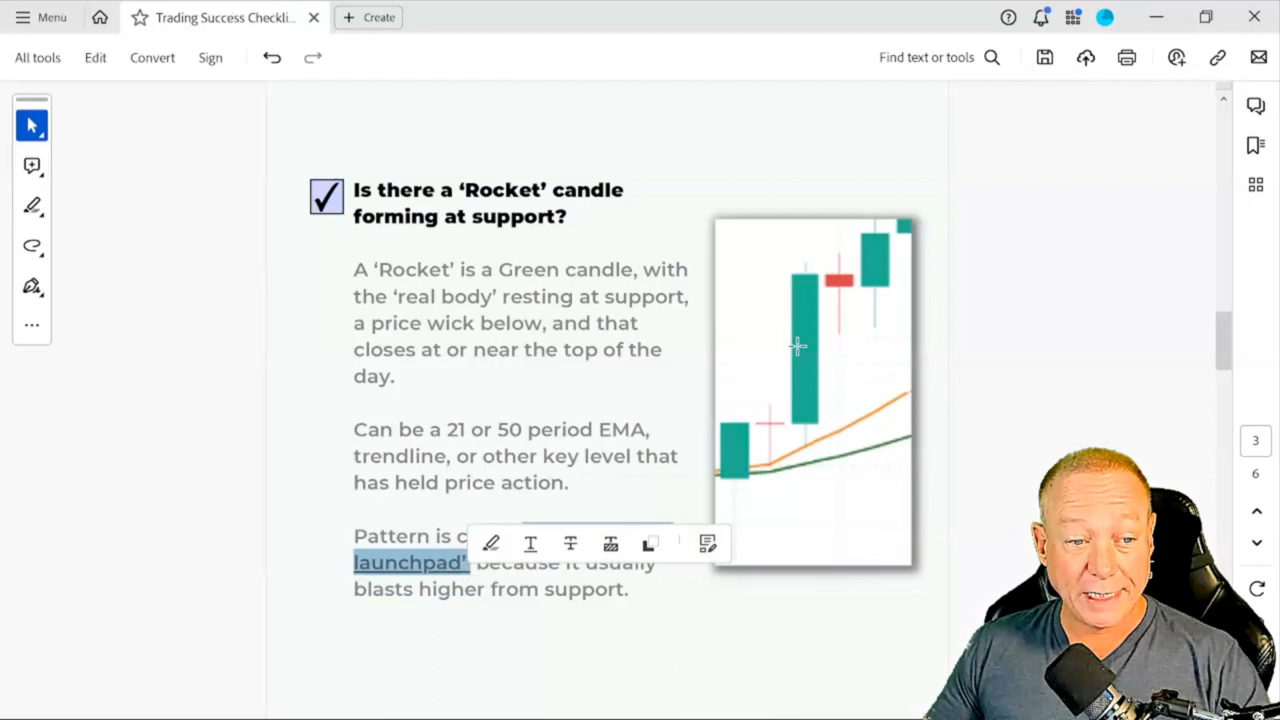 Menu
Trading Success Checkli...
Create
All tools
Edit
Convert
Sign
Find text or tools
Is there a ‘Rocket’ candle
forming at support?
A ‘Rocket’ is a Green candle, with
the ‘real body’ resting at support,
a price wick below, and that
closes at or near the top of the
day.
Can be a 21 or 50 period EMA,
trendline, or other key level that
has held price action.
Pattern is
launchpad’ because it usually
blasts higher from support.
3
6